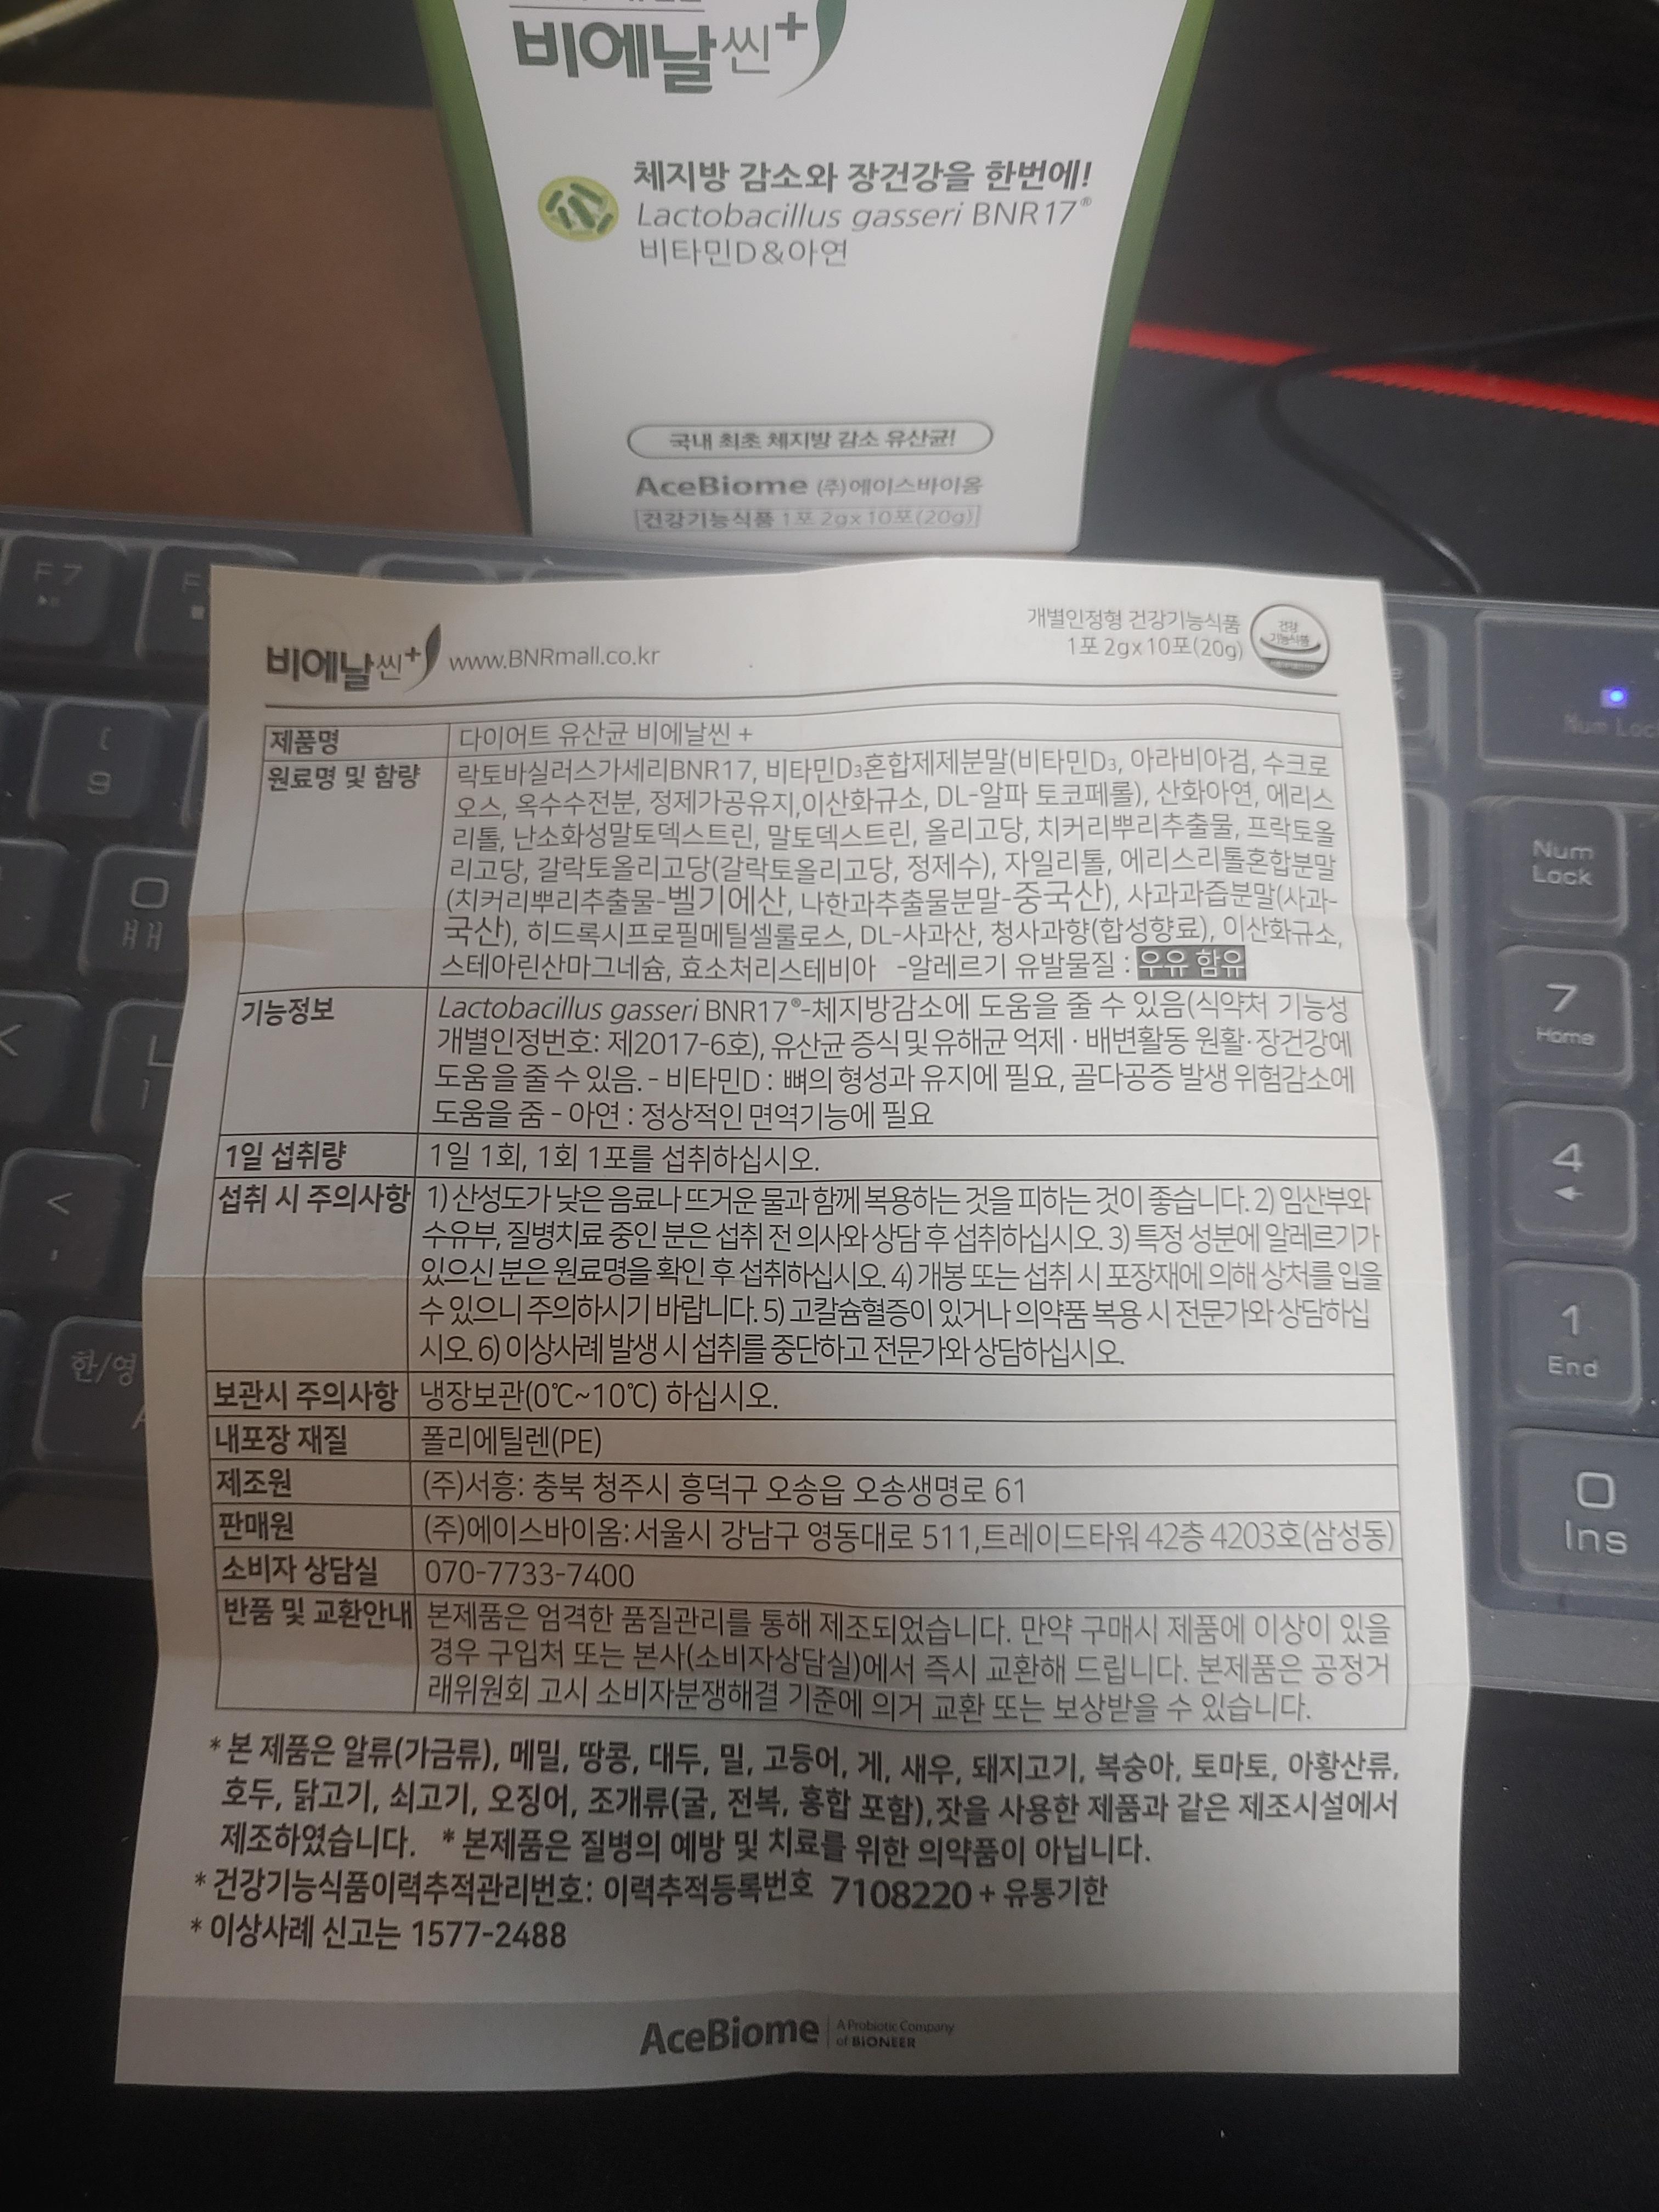 비에날씬+
체지방 감소와 장건강을 한번에!
Lactobacillus gasseri BNR17®
비타민D&아연
국내 최초 체지방 감소 유산균!
AceBiome (주)에이스바이옴
건강기능식품 1포 2gx10포(20g)
비에날씬+ www.BNRmall.co.kr
개별인정형 건강기능식품
1포 2gx10포(20g)
건강
기능식품
제품명 다이어트 유산균 비에날씬 +
원료명 및 함량 락토바실러스가세리BNR17, 비타민D₃혼합제제분말(비타민D₃, 아라비아검, 수크로
오스, 옥수수전분, 정제가공유지,이산화규소, DL-알파 토코페롤), 산화아연, 에리스
리톨, 난소화성말토덱스트린, 말토덱스트린, 올리고당, 치커리뿌리추출물, 프락토올
리고당, 갈락토올리고당(갈락토올리고당, 정제수), 자일리톨, 에리스리톨혼합분말
(치커리뿌리추출물-벨기에산, 나한과추출물분말-중국산), 사과과즙분말(사과-
국산), 히드록시프로필메틸셀룰로스, DL-사과산, 청사과향(합성향료), 이산화규소,
스테아린산마그네슘, 효소처리스테비아 -알레르기 유발물질 : 우유 함유
기능정보 Lactobacillus gasseri BNR17®-체지방감소에 도움을 줄 수 있음(식약처 기능성
개별인정번호: 제2017-6호), 유산균 증식 및 유해균 억제 · 배변활동 원활·장건강에
도움을 줄 수 있음. - 비타민D : 뼈의 형성과 유지에 필요, 골다공증 발생 위험감소에
도움을 줌 - 아연 : 정상적인 면역기능에 필요
1일 섭취량 1일 1회, 1회 1포를 섭취하십시오.
섭취 시 주의사항 1) 산성도가 낮은 음료나 뜨거운 물과 함께 복용하는 것을 피하는 것이 좋습니다. 2) 임산부와
수유부, 질병치료 중인 분은 섭취 전 의사와 상담 후 섭취하십시오. 3) 특정 성분에 알레르기가
있으신 분은 원료명을 확인 후 섭취하십시오. 4) 개봉 또는 섭취 시 포장재에 의해 상처를 입을
수 있으니 주의하시기 바랍니다. 5) 고칼슘혈증이 있거나 의약품 복용 시 전문가와 상담하십
시오. 6) 이상사례 발생 시 섭취를 중단하고 전문가와 상담하십시오.
보관시 주의사항 냉장보관(0℃~10℃) 하십시오.
내포장 재질 폴리에틸렌(PE)
제조원 (주)서흥: 충북 청주시 흥덕구 오송읍 오송생명로 61
판매원 (주)에이스바이옴:서울시 강남구 영동대로 511,트레이드타워 42층 4203호(삼성동)
소비자 상담실 070-7733-7400
반품 및 교환안내 본제품은 엄격한 품질관리를 통해 제조되었습니다. 만약 구매시 제품에 이상이 있을
경우 구입처 또는 본사(소비자상담실)에서 즉시 교환해 드립니다. 본제품은 공정거
래위원회 고시 소비자분쟁해결 기준에 의거 교환 또는 보상받을 수 있습니다.
* 본 제품은 알류(가금류), 메밀, 땅콩, 대두, 밀, 고등어, 게, 새우, 돼지고기, 복숭아, 토마토, 아황산류,
호두, 닭고기, 쇠고기, 오징어, 조개류(굴, 전복, 홍합 포함),잣을 사용한 제품과 같은 제조시설에서
제조하였습니다. * 본제품은 질병의 예방 및 치료를 위한 의약품이 아닙니다.
* 건강기능식품이력추적관리번호: 이력추적등록번호 7108220 + 유통기한
* 이상사례 신고는 1577-2488
AceBiome A Probiotic Company
of BIONEER
F7
(
9
ㅇ
ㅐㅐ
<
,
한/영
Num Loc
Num
Lock
7
Home
4
1
End
0
Ins